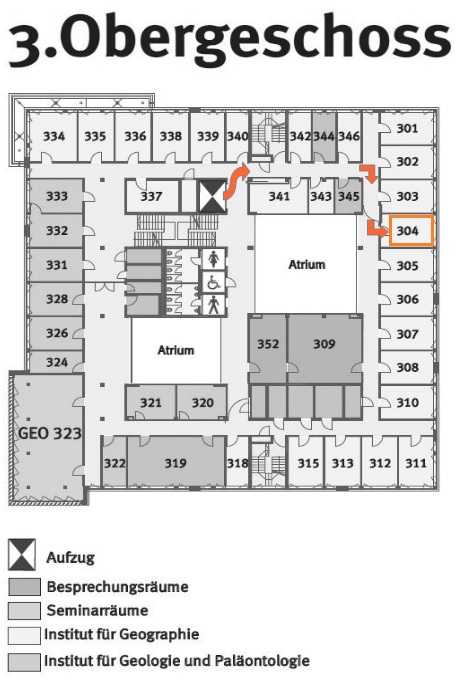 3.Obergeschoss
334 335 336 338 339 340 342 344 346 301
302
333 337 341 343 345 303
332 304
331 Atrium 305
328 306
326 352 309 307
324 Atrium 308
321 320 310
GEO 323
322 319 318 315 313 312 311
Aufzug
Besprechungsräume
Seminarräume
Institut für Geographie
Institut für Geologie und Paläontologie